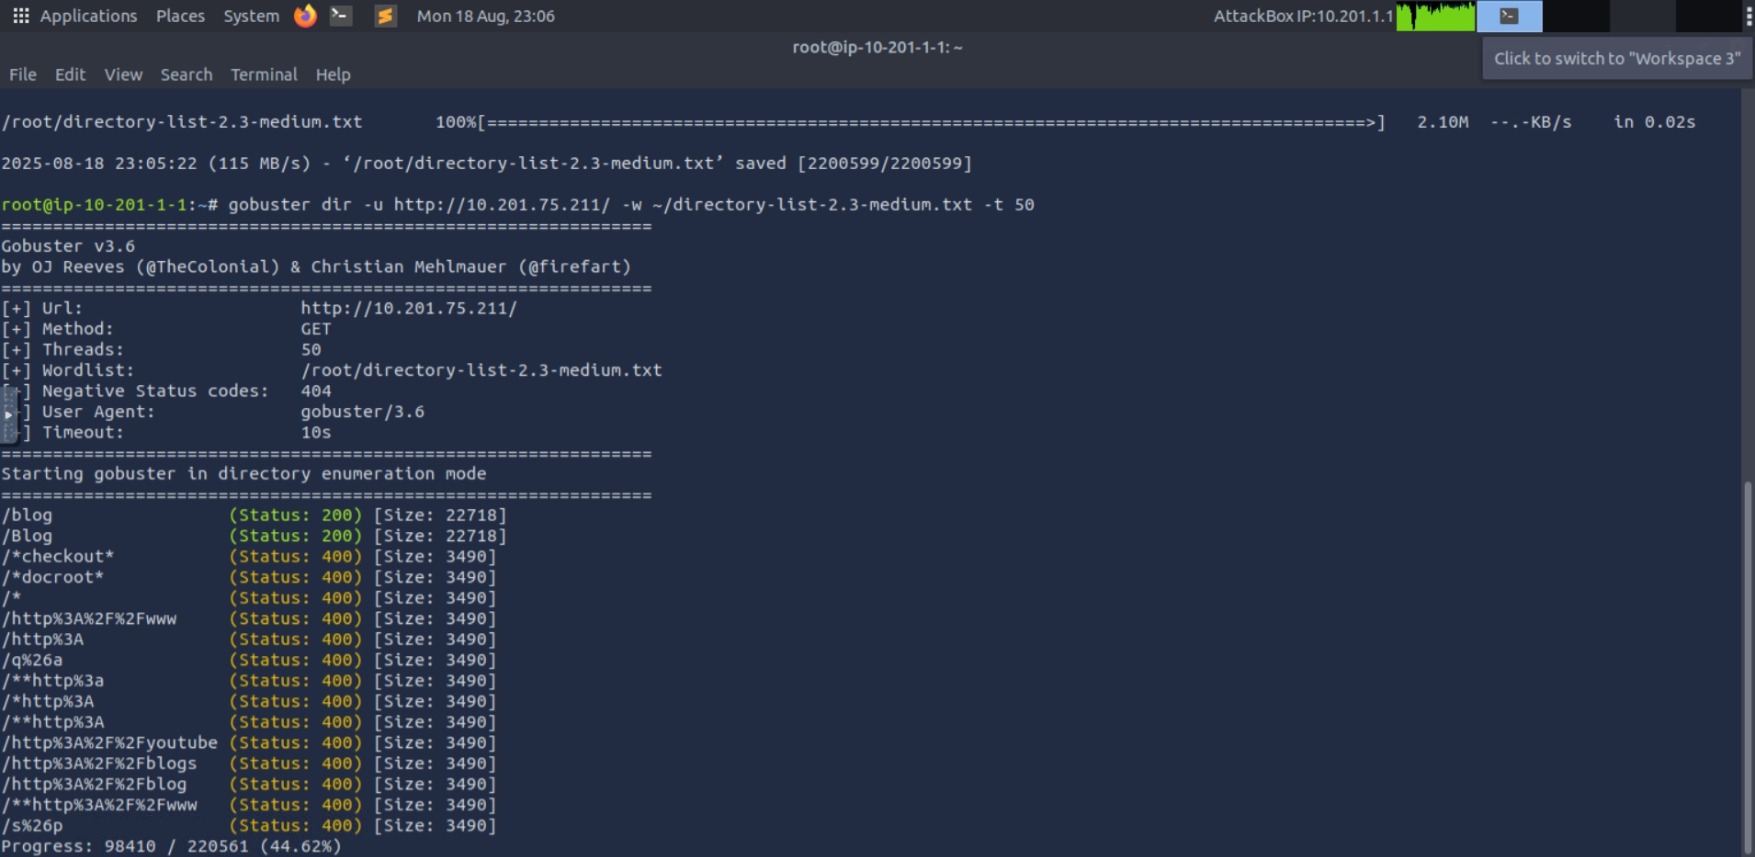 Applications Places System Mon 18 Aug, 23:06 AttackBox IP:10.201.1.1
root@ip-10-201-1-1: ~
Click to switch to "Workspace 3"
File Edit View Search Terminal Help
/root/directory-list-2.3-medium.txt 100%[=====================================================================================>] 2.10M --.-KB/s in 0.02s
2025-08-18 23:05:22 (115 MB/s) - ‘/root/directory-list-2.3-medium.txt’ saved [2200599/2200599]
root@ip-10-201-1-1:~# gobuster dir -u http://10.201.75.211/ -w ~/directory-list-2.3-medium.txt -t 50
===============================================================
Gobuster v3.6
by OJ Reeves (@TheColonial) & Christian Mehlmauer (@firefart)
===============================================================
[+] Url: http://10.201.75.211/
[+] Method: GET
[+] Threads: 50
[+] Wordlist: /root/directory-list-2.3-medium.txt
[+] Negative Status codes: 404
[+] User Agent: gobuster/3.6
[+] Timeout: 10s
===============================================================
Starting gobuster in directory enumeration mode
===============================================================
/blog (Status: 200) [Size: 22718]
/Blog (Status: 200) [Size: 22718]
/*checkout* (Status: 400) [Size: 3490]
/*docroot* (Status: 400) [Size: 3490]
/* (Status: 400) [Size: 3490]
/http%3A%2F%2Fwww (Status: 400) [Size: 3490]
/http%3A (Status: 400) [Size: 3490]
/q%26a (Status: 400) [Size: 3490]
/**http%3a (Status: 400) [Size: 3490]
/*http%3A (Status: 400) [Size: 3490]
/**http%3A (Status: 400) [Size: 3490]
/http%3A%2F%2Fyoutube (Status: 400) [Size: 3490]
/http%3A%2F%2Fblogs (Status: 400) [Size: 3490]
/http%3A%2F%2Fblog (Status: 400) [Size: 3490]
/**http%3A%2F%2Fwww (Status: 400) [Size: 3490]
/s%26p (Status: 400) [Size: 3490]
Progress: 98410 / 220561 (44.62%)